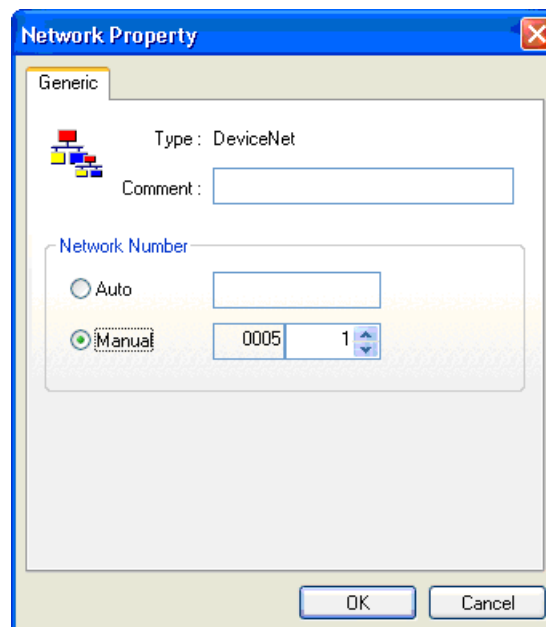 Network Property
Generic
Type : DeviceNet
Comment :
Network Number
Auto
Manual 0005 1
OK Cancel